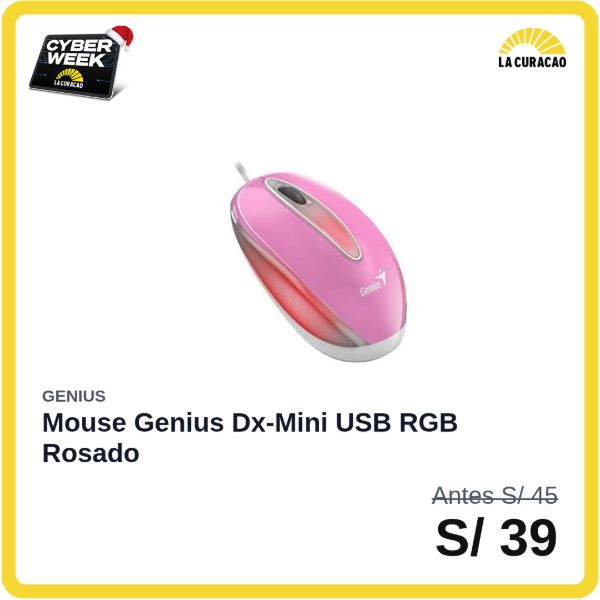 CYBER
WEEK
LA CURACAO
LA CURACAO
Genius
GENIUS
Mouse Genius Dx-Mini USB RGB
Rosado
Antes S/ 45
S/ 39